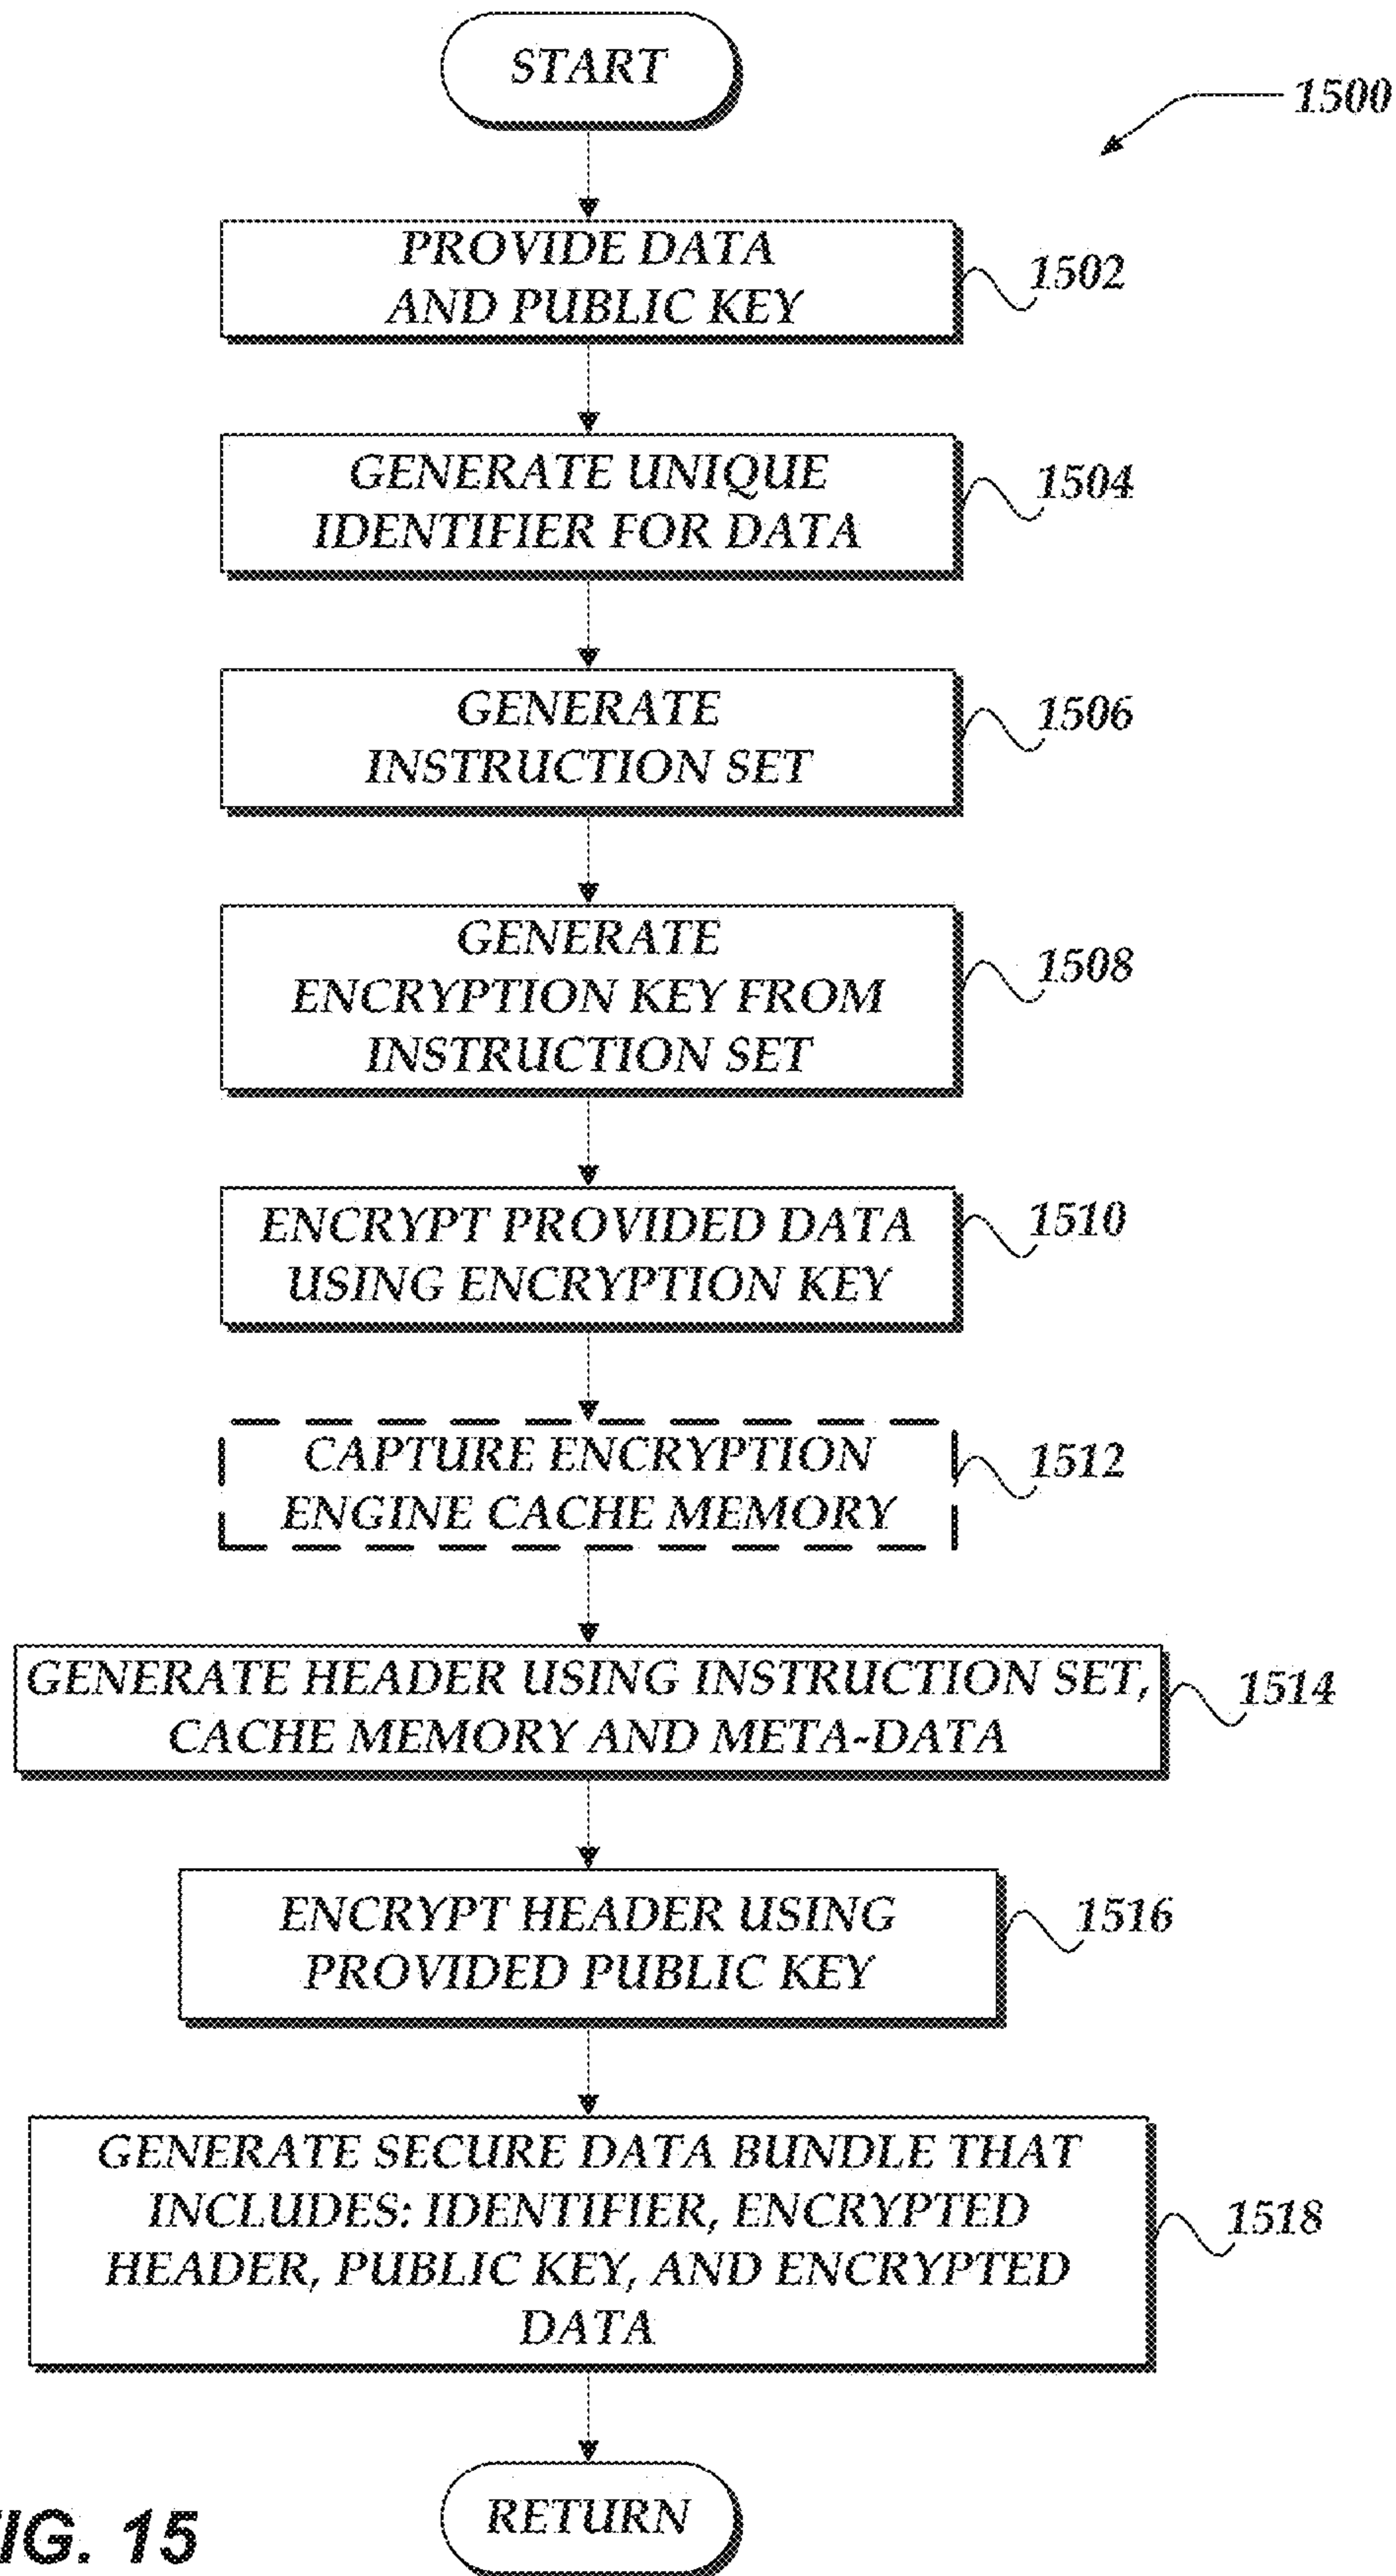 START
1500
PROVIDE DATA
AND PUBLIC KEY
1502
GENERATE UNIQUE
IDENTIFIER FOR DATA
1504
GENERATE
INSTRUCTION SET
1506
GENERATE
ENCRYPTION KEY FROM
INSTRUCTION SET
1508
ENCRYPT PROVIDED DATA
USING ENCRYPTION KEY
1510
CAPTURE ENCRYPTION
ENGINE CACHE MEMORY
1512
GENERATE HEADER USING INSTRUCTION SET,
CACHE MEMORY AND META-DATA
1514
ENCRYPT HEADER USING
PROVIDED PUBLIC KEY
1516
GENERATE SECURE DATA BUNDLE THAT
INCLUDES: IDENTIFIER, ENCRYPTED
HEADER, PUBLIC KEY, AND ENCRYPTED
DATA
1518
RETURN
IG. 15